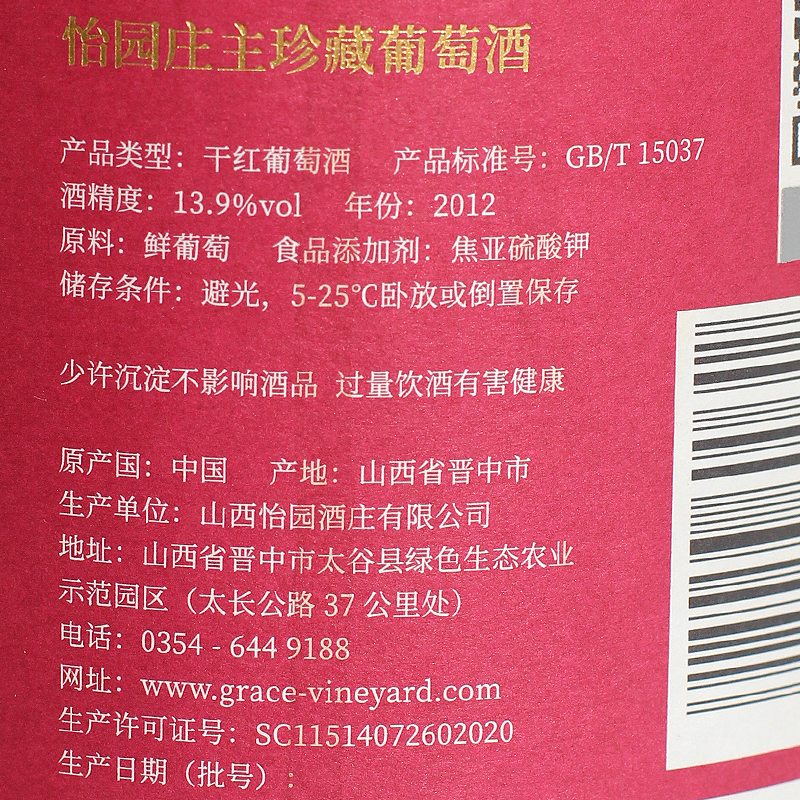 怡园庄主珍藏葡萄酒
产品类型：干红葡萄酒 产品标准号：GB/T 15037
酒精度：13.9%vol 年份：2012
原料：鲜葡萄 食品添加剂：焦亚硫酸钾
储存条件：避光，5-25℃卧放或倒置保存
少许沉淀不影响酒品 过量饮酒有害健康
原产国：中国 产地：山西省晋中市
生产单位：山西怡园酒庄有限公司
地址：山西省晋中市太谷县绿色生态农业
示范园区（太长公路 37 公里处）
电话：0354 - 644 9188
网址：www.grace-vineyard.com
生产许可证号：SC11514072602020
生产日期（批号）：